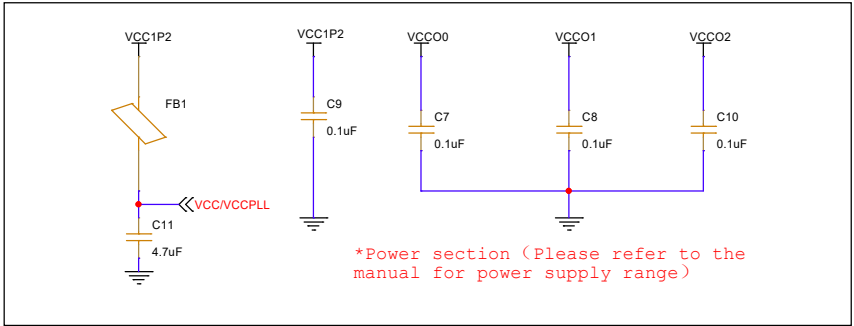 VCC1P2
VCC1P2
VCCO0
VCCO1
VCCO2
FB1
C9
0.1uF
C7
0.1uF
C8
0.1uF
C10
0.1uF
VCC/VCCPLL
C11
4.7uF
*Power section（Please refer to the
manual for power supply range）